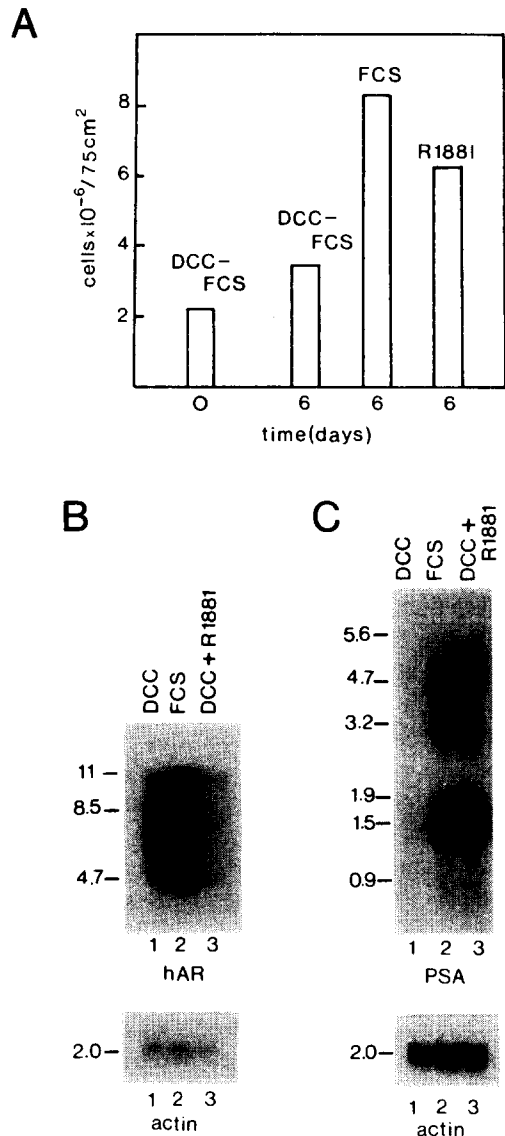 A
cells x 10⁻⁶/75cm²
8
6
4
2
DCC-
FCS
DCC-
FCS
FCS
R1881
0 6 6 6
time(days)
B
DCC
FCS
DCC+R1881
11
8.5
4.7
1 2 3
hAR
2.0
1 2 3
actin
C
DCC
FCS
DCC+
R1881
5.6
4.7
3.2
1.9
1.5
0.9
1 2 3
PSA
2.0
1 2 3
actin